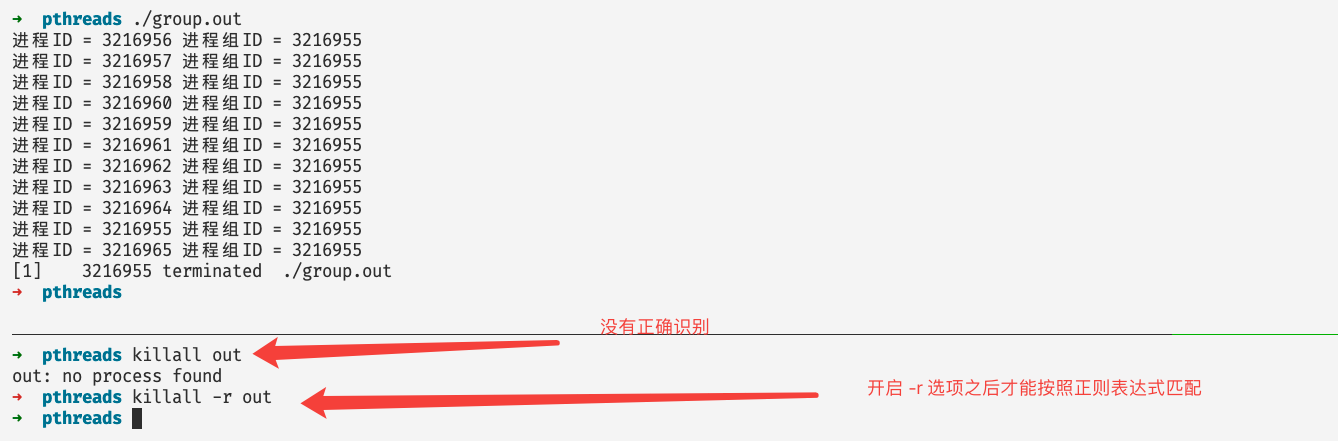 → pthreads ./group.out
进程ID = 3216956 进程组ID = 3216955
进程ID = 3216957 进程组ID = 3216955
进程ID = 3216958 进程组ID = 3216955
进程ID = 3216960 进程组ID = 3216955
进程ID = 3216959 进程组ID = 3216955
进程ID = 3216961 进程组ID = 3216955
进程ID = 3216962 进程组ID = 3216955
进程ID = 3216963 进程组ID = 3216955
进程ID = 3216964 进程组ID = 3216955
进程ID = 3216955 进程组ID = 3216955
进程ID = 3216965 进程组ID = 3216955
[1]    3216955 terminated  ./group.out
→ pthreads
没有正确识别
→ pthreads killall out
out: no process found
→ pthreads killall -r out
开启 -r 选项之后才能按照正则表达式匹配
→ pthreads